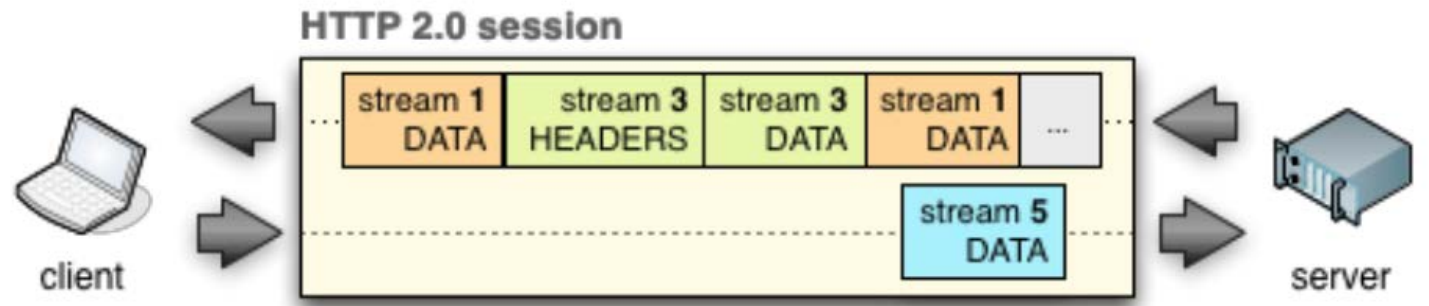 HTTP 2.0 session
stream 1
DATA
stream 3
HEADERS
stream 3
DATA
stream 1
DATA
...
stream 5
DATA
client
server